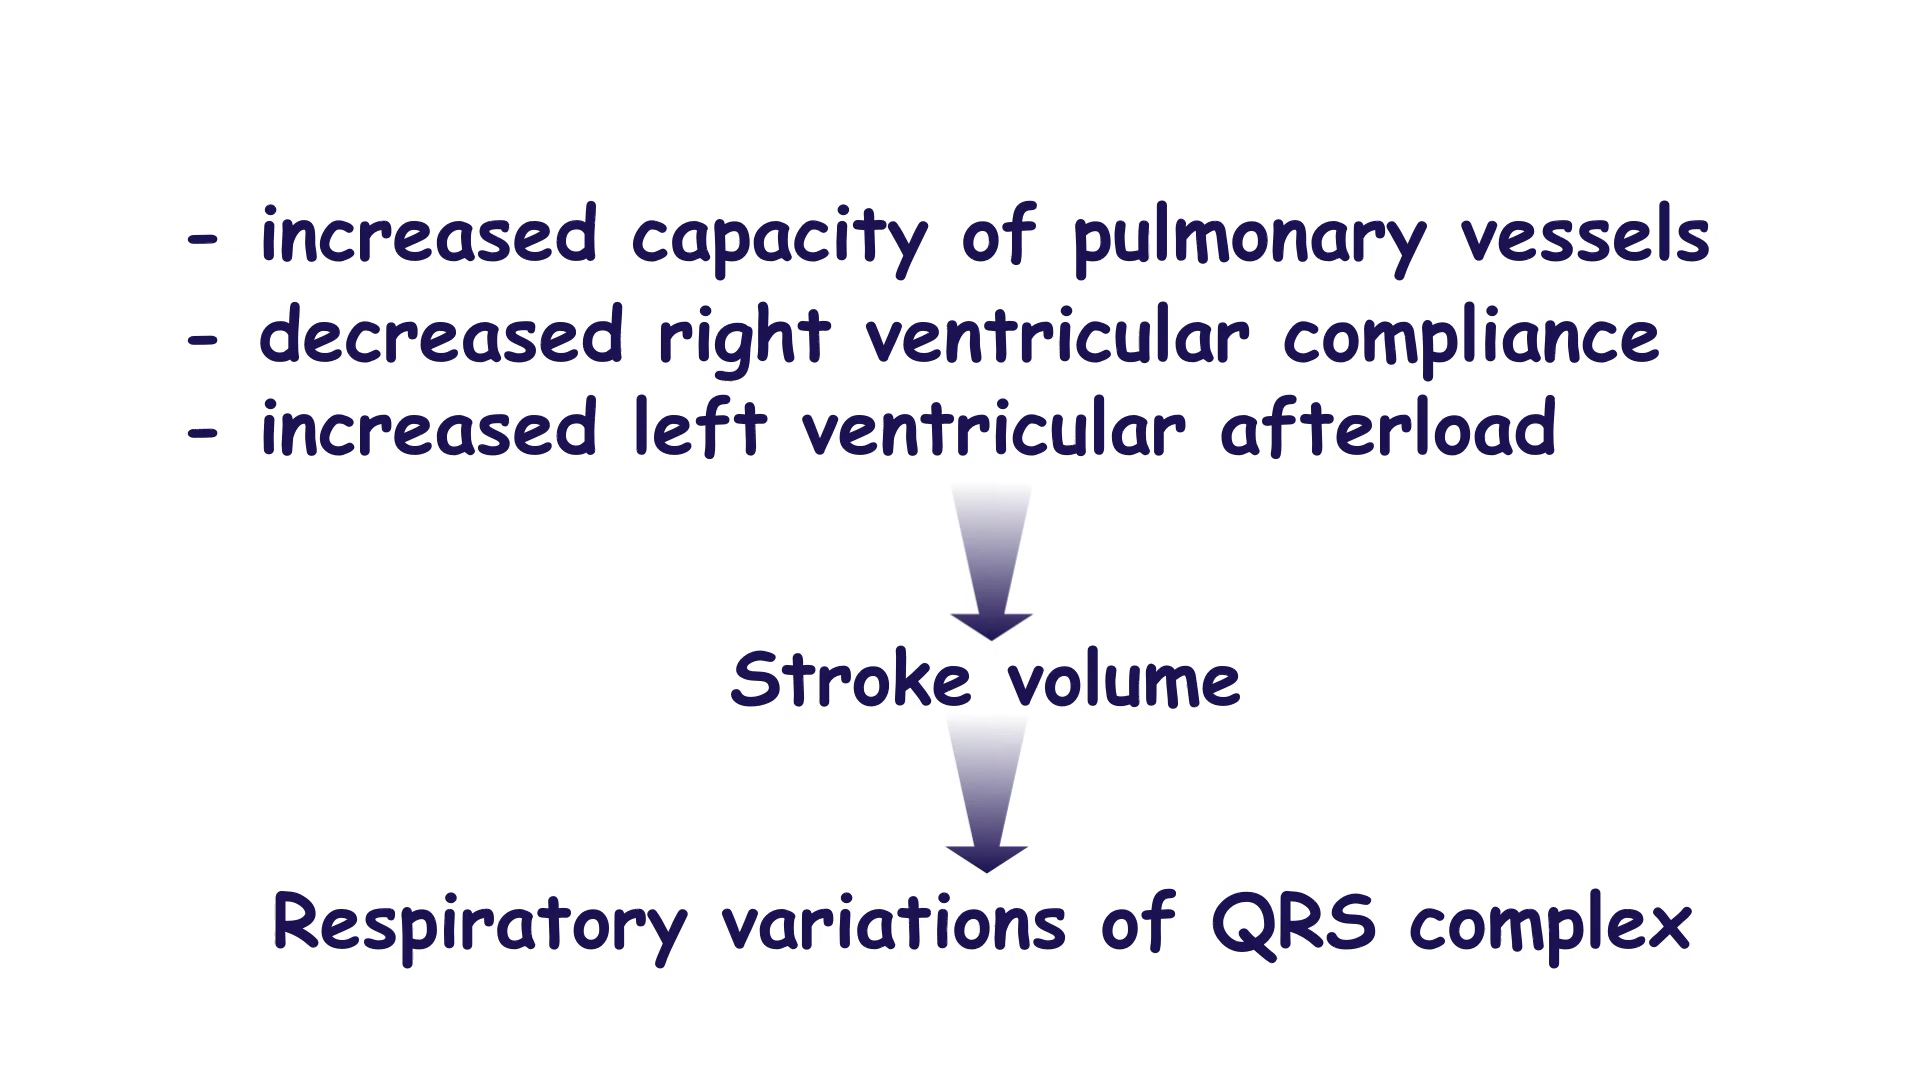 - increased capacity of pulmonary vessels
- decreased right ventricular compliance
- increased left ventricular afterload
Stroke volume
Respiratory variations of QRS complex